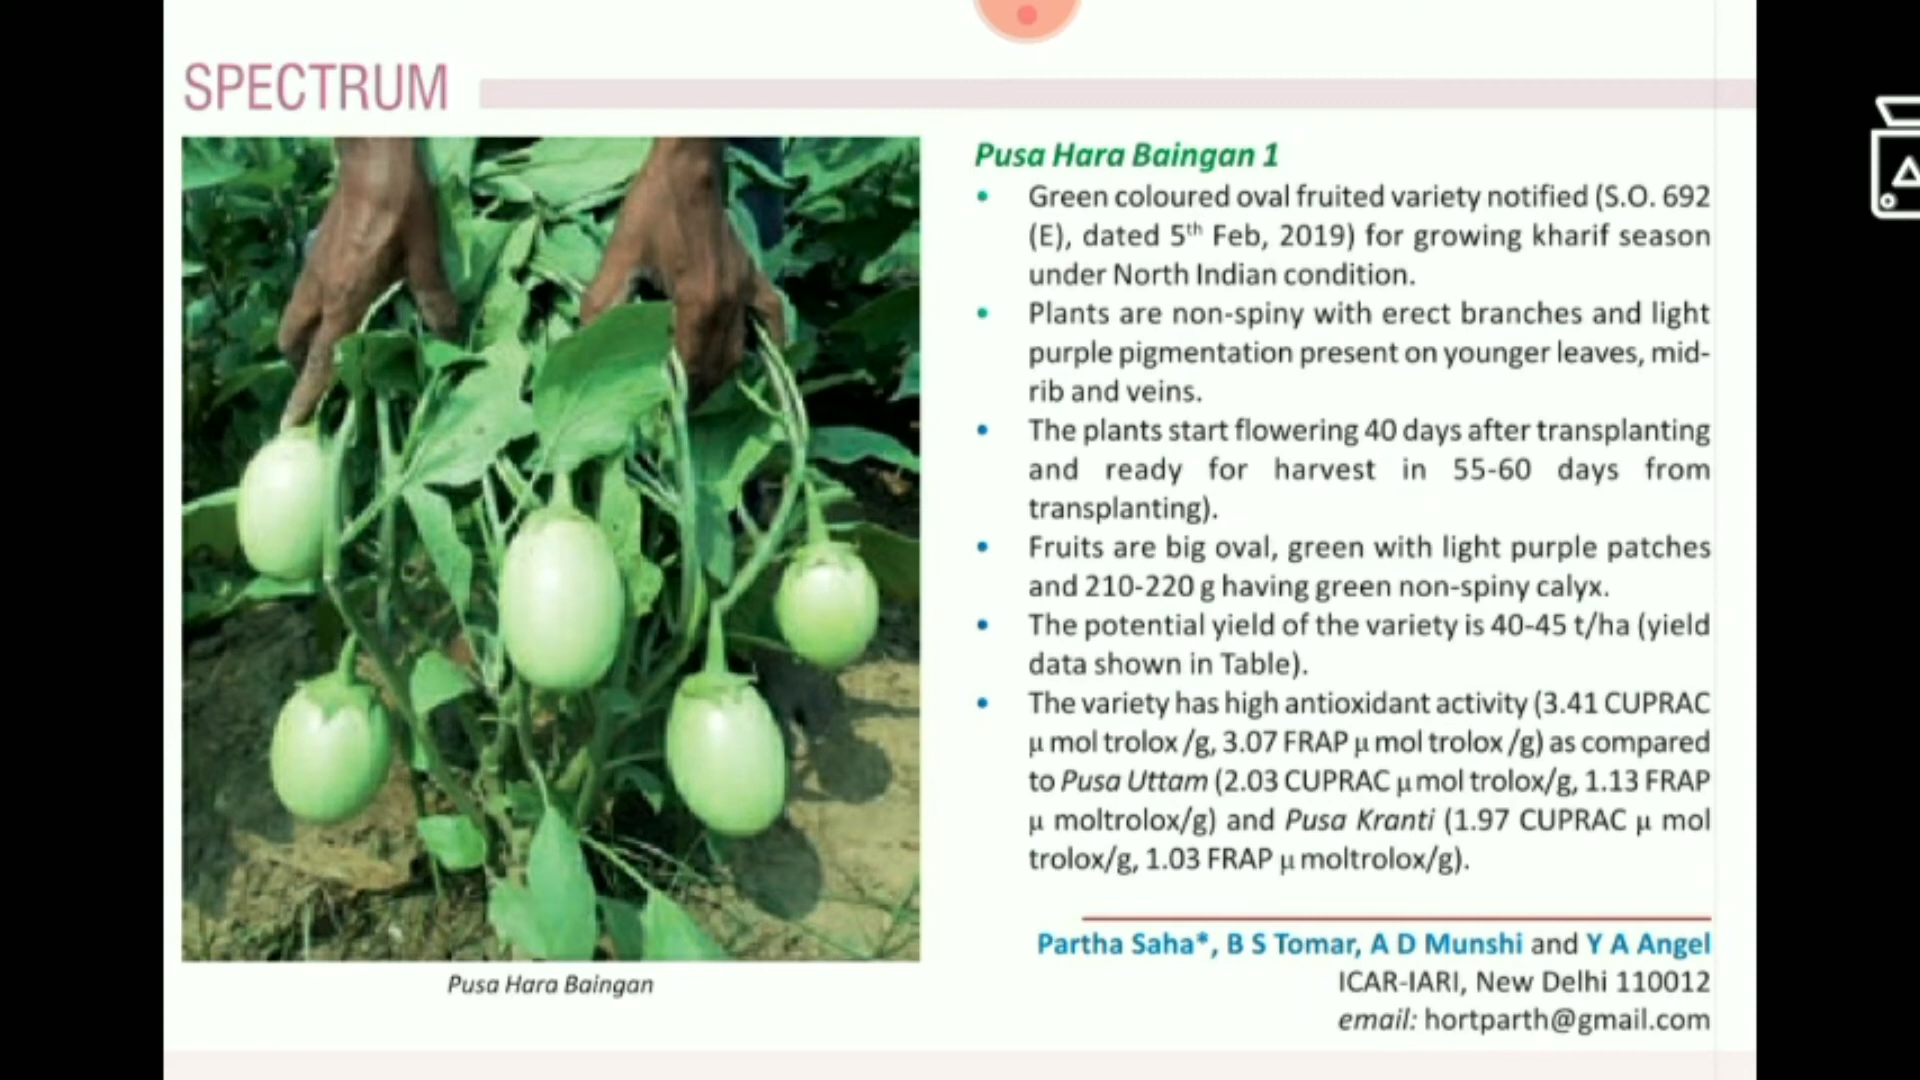 SPECTRUM
Pusa Hara Baingan 1
• Green coloured oval fruited variety notified (S.O. 692
(E), dated 5th Feb, 2019) for growing kharif season
under North Indian condition.
• Plants are non-spiny with erect branches and light
purple pigmentation present on younger leaves, mid-
rib and veins.
• The plants start flowering 40 days after transplanting
and ready for harvest in 55-60 days from
transplanting).
• Fruits are big oval, green with light purple patches
and 210-220 g having green non-spiny calyx.
• The potential yield of the variety is 40-45 t/ha (yield
data shown in Table).
• The variety has high antioxidant activity (3.41 CUPRAC
µ mol trolox /g, 3.07 FRAP µ mol trolox /g) as compared
to Pusa Uttam (2.03 CUPRAC µ mol trolox/g, 1.13 FRAP
µ moltrolox/g) and Pusa Kranti (1.97 CUPRAC µ mol
trolox/g, 1.03 FRAP µ moltrolox/g).
Partha Saha*, B S Tomar, A D Munshi and Y A Angel
ICAR-IARI, New Delhi 110012
email: hortparth@gmail.com
Pusa Hara Baingan